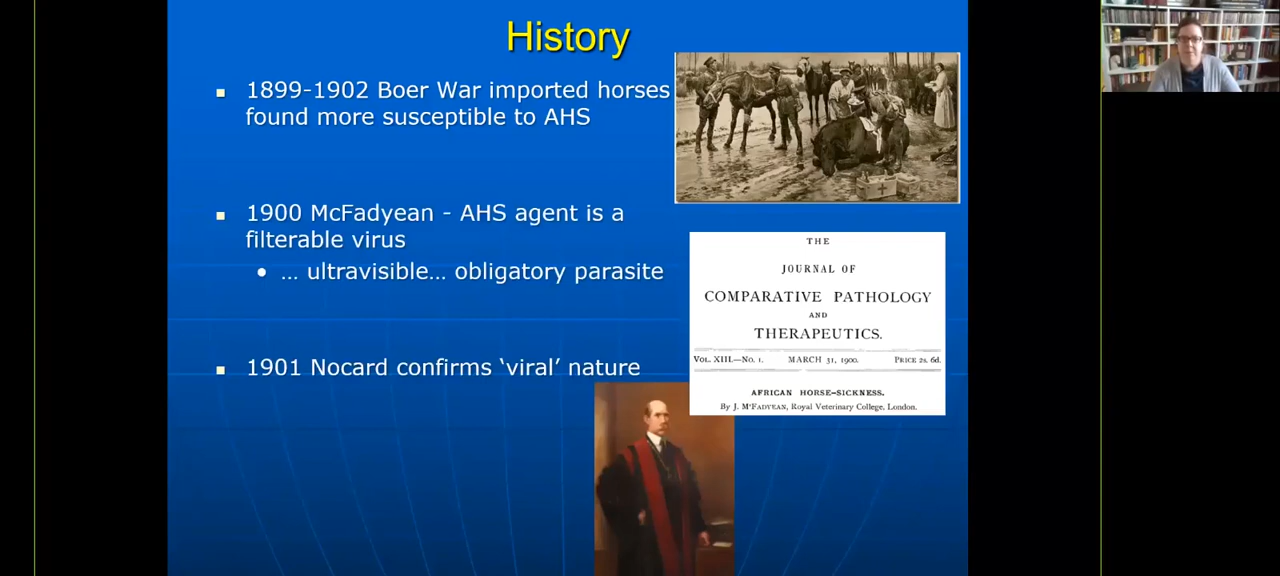 History
1899-1902 Boer War imported horses
found more susceptible to AHS
1900 McFadyean - AHS agent is a
filterable virus
… ultravisible… obligatory parasite
1901 Nocard confirms ‘viral’ nature
THE
JOURNAL OF
COMPARATIVE PATHOLOGY
AND
THERAPEUTICS.
VOL. XIII.—No. 1. MARCH 31, 1900. PRICE 2s. 6d.
AFRICAN HORSE-SICKNESS.
By J. M‘FADYEAN, Royal Veterinary College, London.